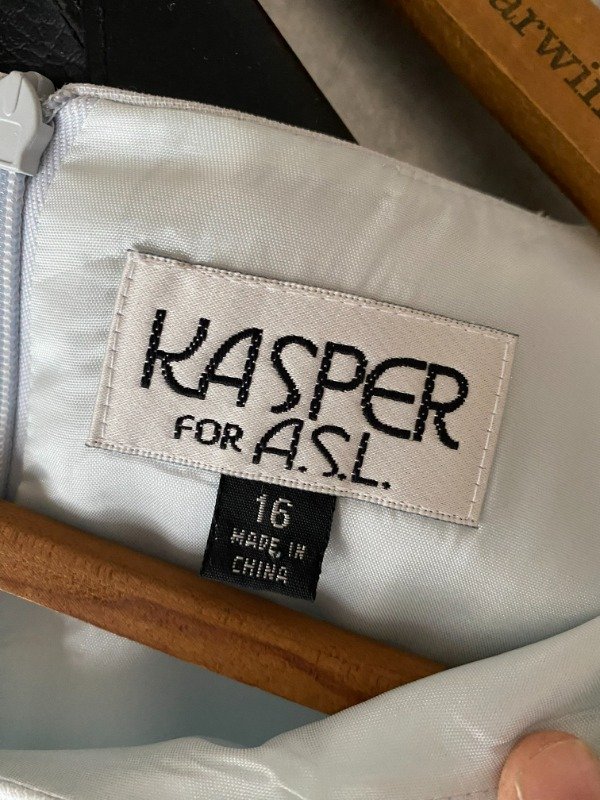 KASPER
FOR A.S.L.
16
MADE IN
CHINA